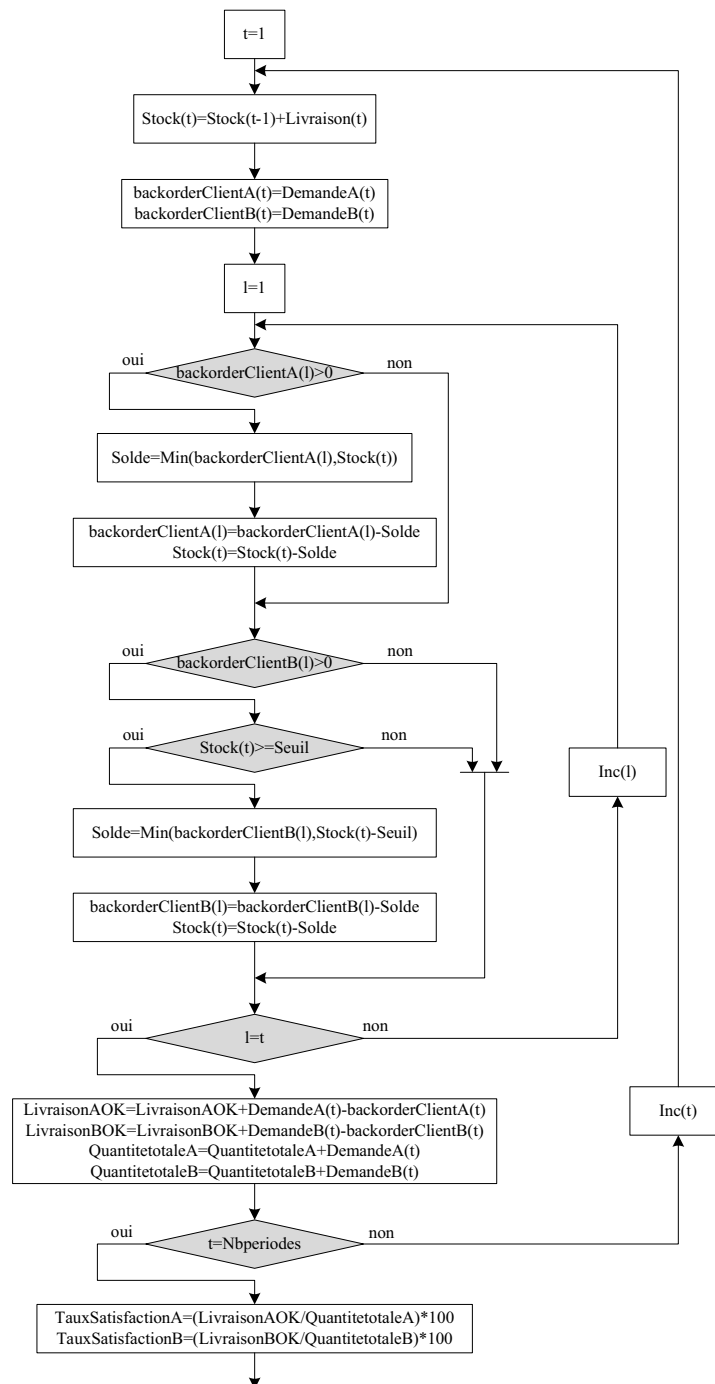 t=1
Stock(t)=Stock(t-1)+Livraison(t)
backorderClientA(t)=DemandeA(t)
backorderClientB(t)=DemandeB(t)
l=1
oui
backorderClientA(l)>0
non
Solde=Min(backorderClientA(l),Stock(t))
backorderClientA(l)=backorderClientA(l)-Solde
Stock(t)=Stock(t)-Solde
oui
backorderClientB(l)>0
non
oui
Stock(t)>=Seuil
non
Inc(l)
Solde=Min(backorderClientB(l),Stock(t)-Seuil)
backorderClientB(l)=backorderClientB(l)-Solde
Stock(t)=Stock(t)-Solde
oui
l=t
non
LivraisonAOK=LivraisonAOK+DemandeA(t)-backorderClientA(t)
LivraisonBOK=LivraisonBOK+DemandeB(t)-backorderClientB(t)
QuantitetotaleA=QuantitetotaleA+DemandeA(t)
QuantitetotaleB=QuantitetotaleB+DemandeB(t)
Inc(t)
oui
t=Nbperiodes
non
TauxSatisfactionA=(LivraisonAOK/QuantitetotaleA)*100
TauxSatisfactionB=(LivraisonBOK/QuantitetotaleB)*100